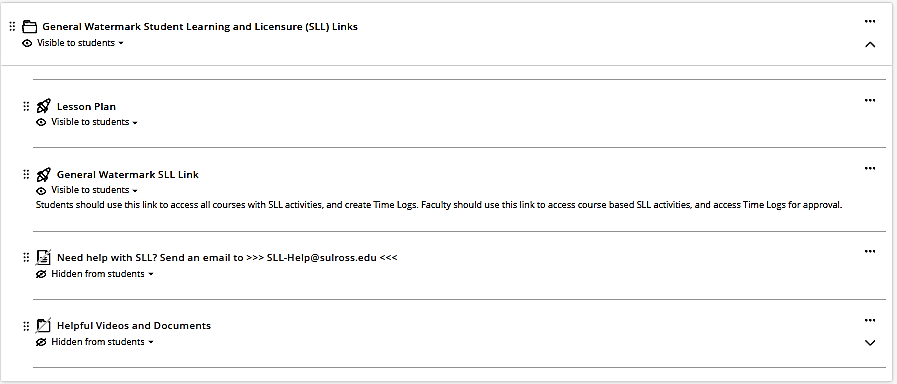 General Watermark Student Learning and Licensure (SLL) Links
Visible to students
Lesson Plan
Visible to students
General Watermark SLL Link
Visible to students
Students should use this link to access all courses with SLL activities, and create Time Logs. Faculty should use this link to access course based SLL activities, and access Time Logs for approval.
Need help with SLL? Send an email to >>> SLL-Help@sulross.edu <<<
Hidden from students
Helpful Videos and Documents
Hidden from students